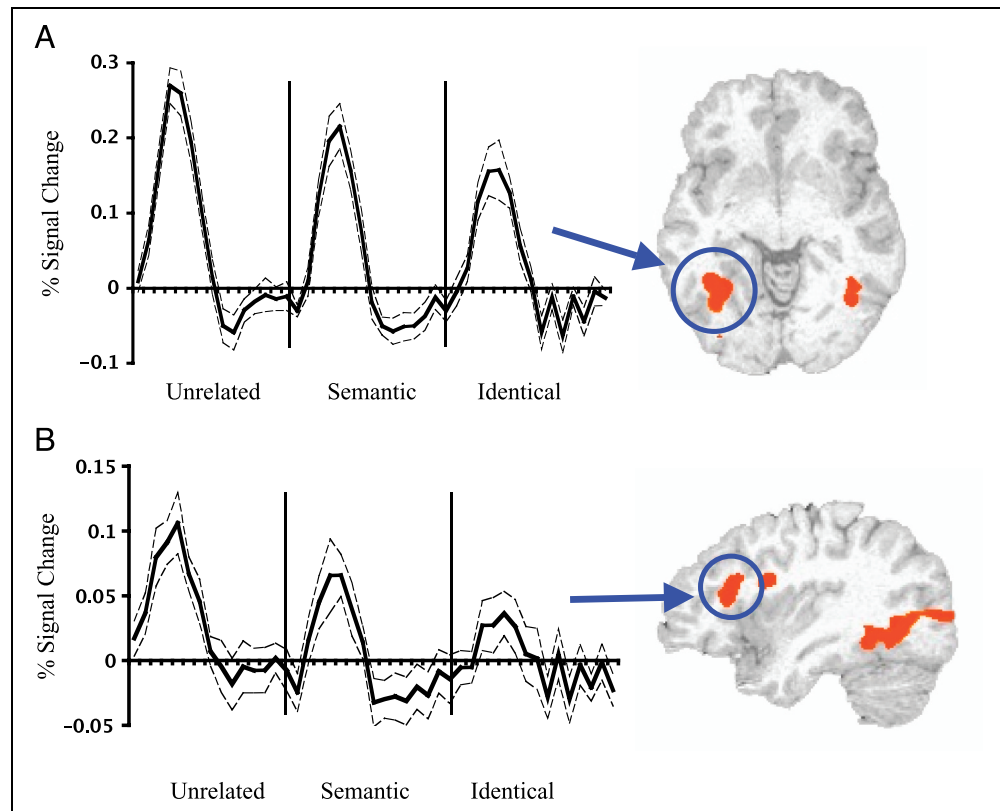 A
% Signal Change
0.3
0.2
0.1
0
−0.1
Unrelated Semantic Identical
B
% Signal Change
0.15
0.1
0.05
0
-0.05
Unrelated Semantic Identical